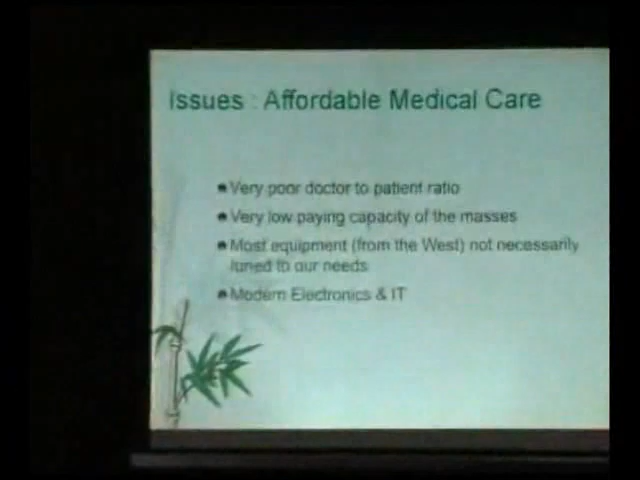 Issues : Affordable Medical Care
Very poor doctor to patient ratio
Very low paying capacity of the masses
Most equipment (from the West) not necessarily
tuned to our needs
Modern Electronics & IT